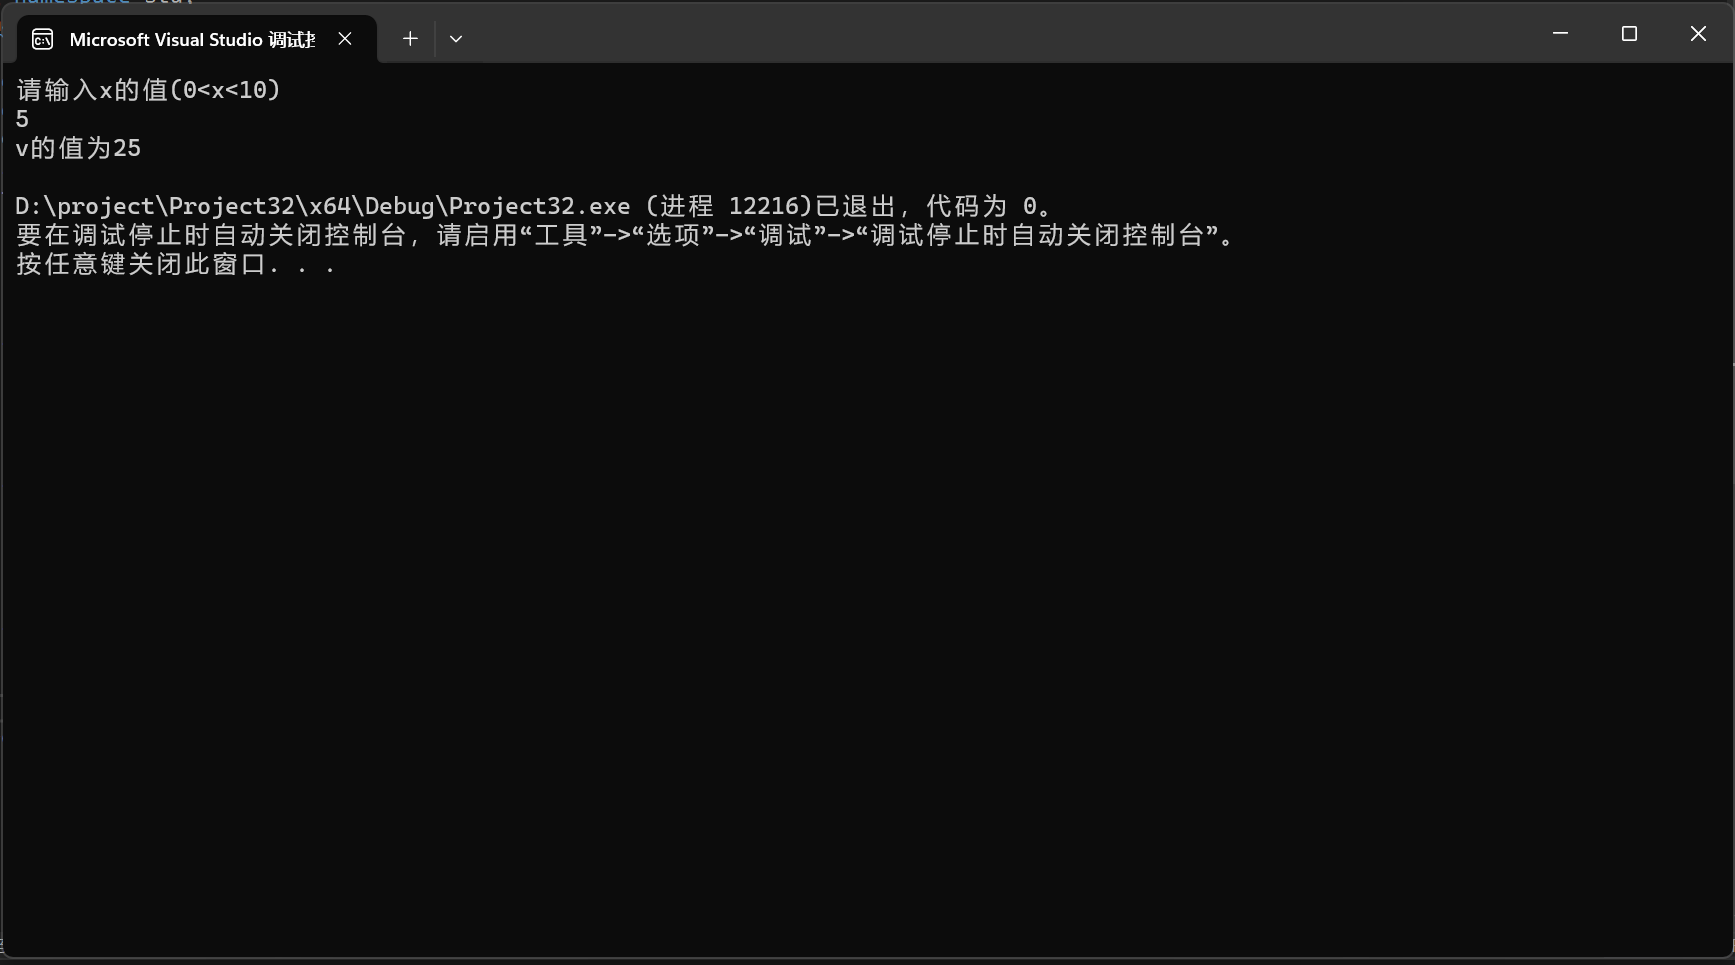 Microsoft Visual Studio 调试
请输入x的值(0<x<10)
5
v的值为25
D:\project\Project32\x64\Debug\Project32.exe (进程 12216)已退出，代码为 0。
要在调试停止时自动关闭控制台，请启用“工具”->“选项”->“调试”->“调试停止时自动关闭控制台”。
按任意键关闭此窗口. . .